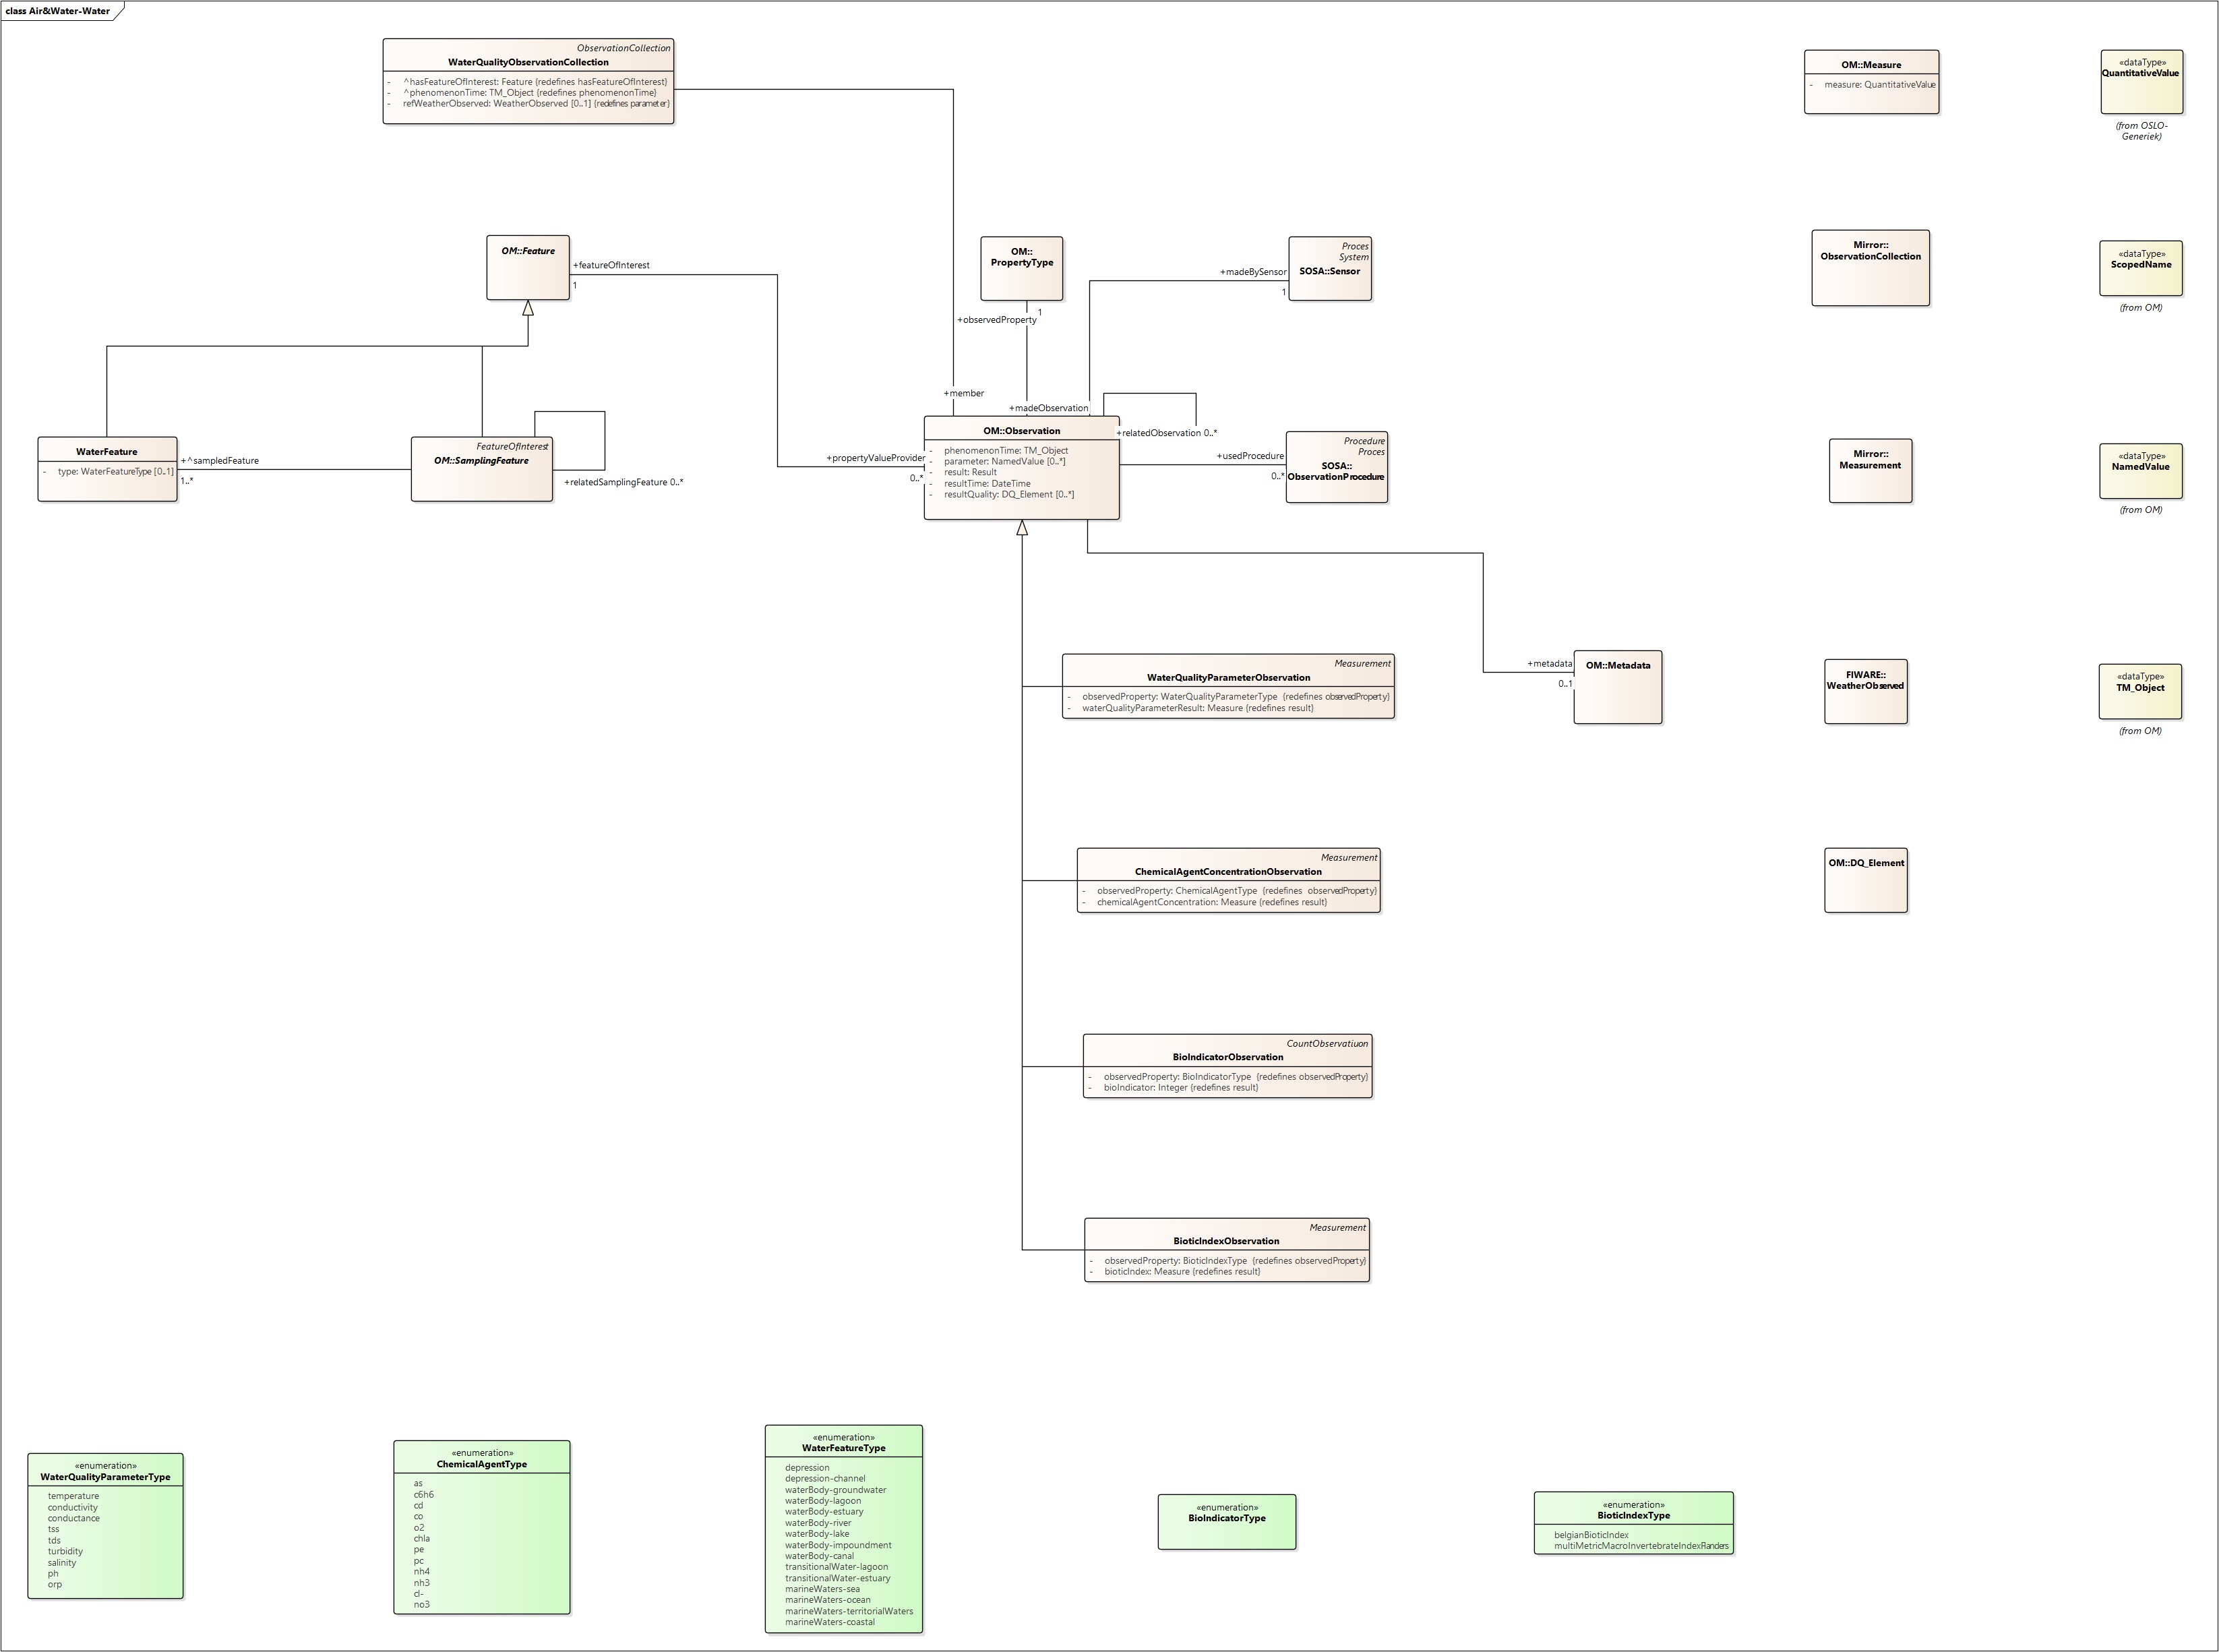 class Air&Water-Water
ObservationCollection
WaterQualityObservationCollection
- ^hasFeatureOfInterest: Feature {redefines hasFeatureOfInterest}
- ^phenomenonTime: TM_Object {redefines phenomenonTime}
- refWeatherObserved: WeatherObserved [0..1] {redefines parameter}
OM::Measure
- measure: QuantitativeValue
«dataType»
QuantitativeValue
(from OSLO-
Generiek)
OM::Feature
+featureOfInterest
1
OM::
PropertyType
1
+observedProperty
Proces
System
SOSA::Sensor
+madeBySensor
1
Mirror::
ObservationCollection
«dataType»
ScopedName
(from OM)
+member
+madeObservation
WaterFeature
- type: WaterFeatureType [0..1]
+^sampledFeature
1..*
FeatureOfInterest
OM::SamplingFeature
+relatedSamplingFeature 0..*
+propertyValueProvider
0..*
OM::Observation
- phenomenonTime: TM_Object
- parameter: NamedValue [0..*]
- result: Result
- resultTime: DateTime
- resultQuality: DQ_Element [0..*]
+relatedObservation 0..*
+usedProcedure
0..*
Procedure
Proces
SOSA::
ObservationProcedure
Mirror::
Measurement
«dataType»
NamedValue
(from OM)
Measurement
WaterQualityParameterObservation
- observedProperty: WaterQualityParameterType {redefines observedProperty}
- waterQualityParameterResult: Measure {redefines result}
+metadata
0..1
OM::Metadata
FIWARE::
WeatherObserved
«dataType»
TM_Object
(from OM)
Measurement
ChemicalAgentConcentrationObservation
- observedProperty: ChemicalAgentType {redefines observedProperty}
- chemicalAgentConcentration: Measure {redefines result}
OM::DQ_Element
CountObservatiuon
BioIndicatorObservation
- observedProperty: BioIndicatorType {redefines observedProperty}
- bioIndicator: Integer {redefines result}
Measurement
BioticIndexObservation
- observedProperty: BioticIndexType {redefines observedProperty}
- bioticIndex: Measure {redefines result}
«enumeration»
WaterQualityParameterType
temperature
conductivity
conductance
tss
tds
turbidity
salinity
ph
orp
«enumeration»
ChemicalAgentType
as
c6h6
cd
co
o2
chla
pe
pc
nh4
nh3
cl-
no3
«enumeration»
WaterFeatureType
depression
depression-channel
waterBody-groundwater
waterBody-lagoon
waterBody-estuary
waterBody-river
waterBody-lake
waterBody-impoundment
waterBody-canal
transitionalWater-lagoon
transitionalWater-estuary
marineWaters-sea
marineWaters-ocean
marineWaters-territorialWaters
marineWaters-coastal
«enumeration»
BioIndicatorType
«enumeration»
BioticIndexType
belgianBioticIndex
multiMetricMacroInvertebrateIndexFlanders